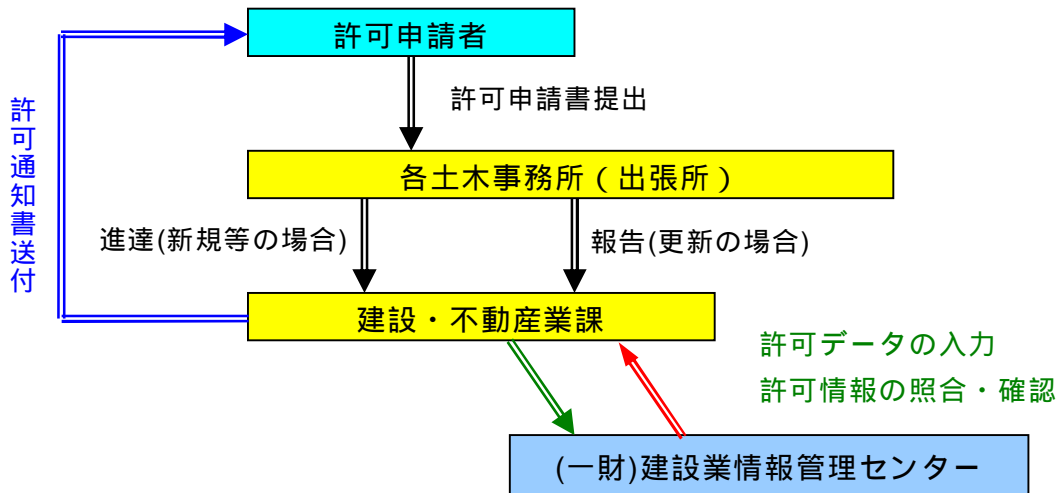 許可申請者
許可申請書提出
許可通知書送付
各土木事務所（出張所）
進達(新規等の場合)
報告(更新の場合)
建設・不動産業課
許可データの入力
許可情報の照合・確認
(一財)建設業情報管理センター